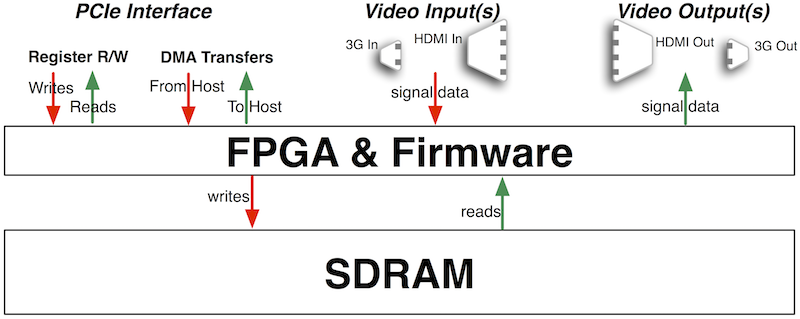 PCIe Interface
Video Input(s)
Video Output(s)
Register R/W
DMA Transfers
3G In
HDMI In
HDMI Out
3G Out
Writes
Reads
From Host
To Host
signal data
signal data
FPGA & Firmware
writes
reads
SDRAM